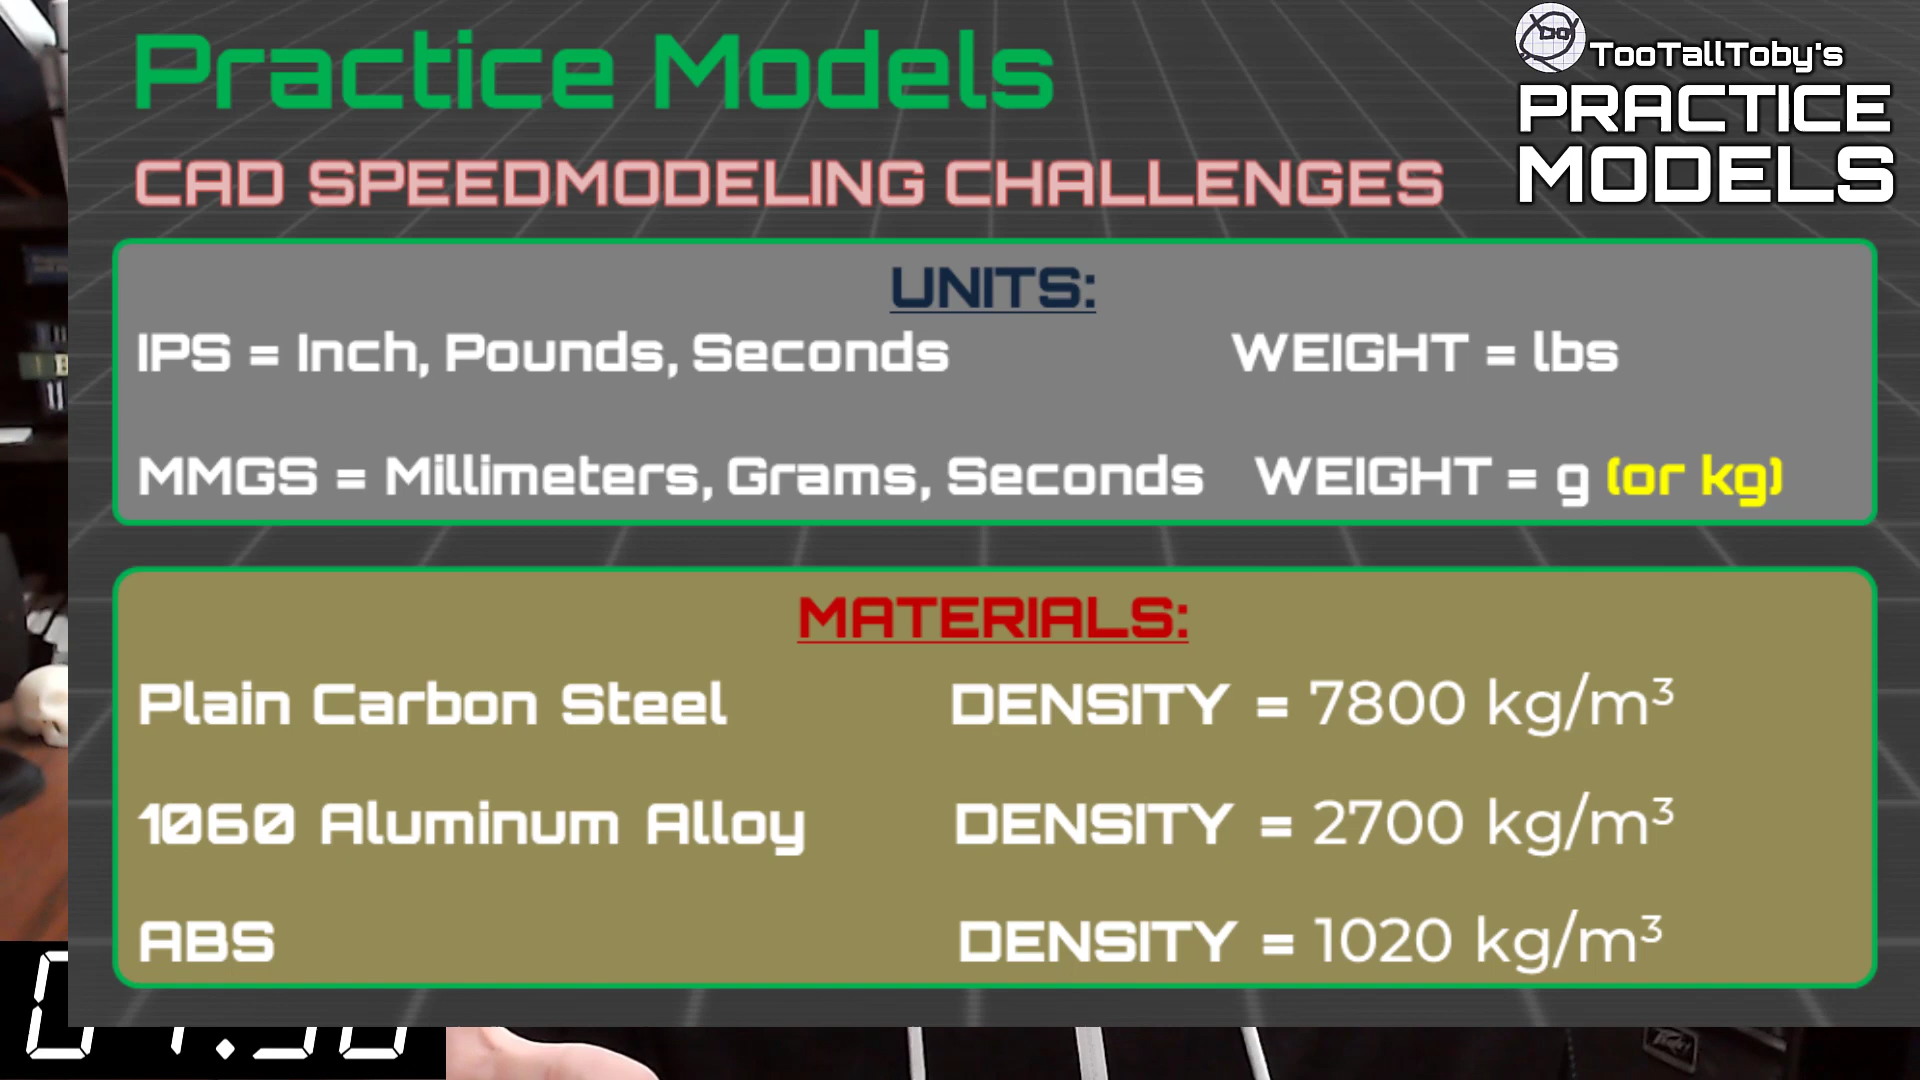 Practice Models
TooTallToby's
PRACTICE
MODELS
CAD SPEEDMODELING CHALLENGES
UNITS:
IPS = Inch, Pounds, Seconds WEIGHT = lbs
MMGS = Millimeters, Grams, Seconds WEIGHT = g (or kg)
MATERIALS:
Plain Carbon Steel DENSITY = 7800 kg/m³
1060 Aluminum Alloy DENSITY = 2700 kg/m³
ABS DENSITY = 1020 kg/m³